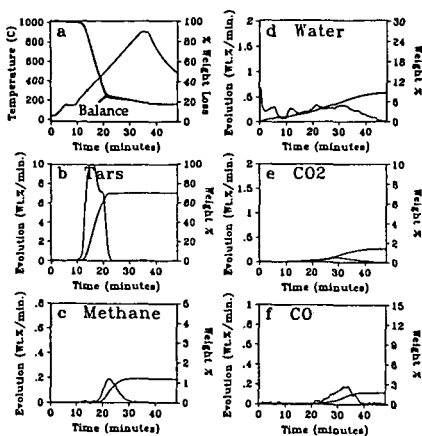 a
Balance
Temperature (C)
1000
800
600
400
200
0
100
80
60
40
20
0
% Weight Loss
0 10 20 30 40
Time (minutes)
b Tars
Evolution (Wt.%/min.)
10
8
6
4
2
0
100
80
60
40
20
0
Weight %
0 10 20 30 40
Time (minutes)
c Methane
Evolution (Wt.%/min.)
.8
.6
.4
.2
0
5
4
3
2
1
0
Weight %
0 10 20 30 40
Time (minutes)
d Water
Evolution (Wt.%/min.)
2
1.5
1
.5
0
30
24
18
12
6
0
Weight %
0 10 20 30 40
Time (minutes)
e CO2
Evolution (Wt.%/min.)
2
1.5
1
.5
0
10
8
6
4
2
0
Weight %
0 10 20 30 40
Time (minutes)
f CO
Evolution (Wt.%/min.)
1
.8
.6
.4
.2
0
15
12
9
6
3
0
Weight %
0 10 20 30 40
Time (minutes)